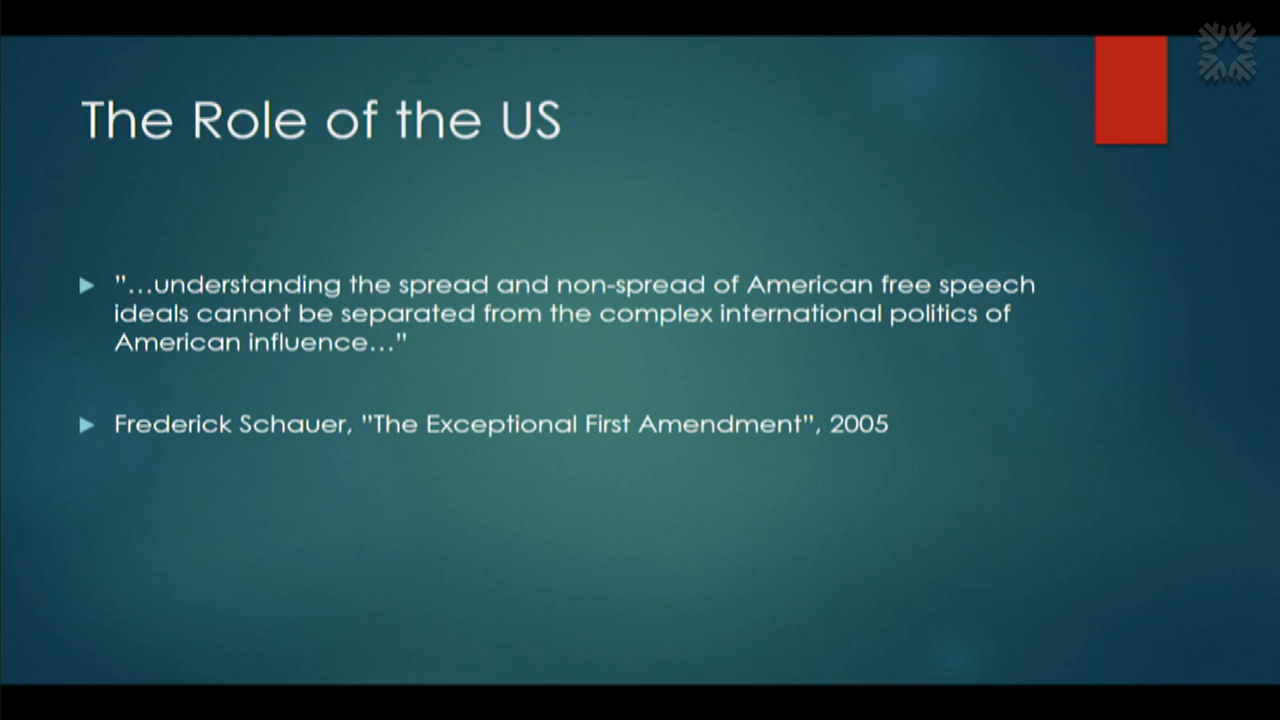 The Role of the US
”…understanding the spread and non-spread of American free speech
ideals cannot be separated from the complex international politics of
American influence…”
Frederick Schauer, ”The Exceptional First Amendment”, 2005